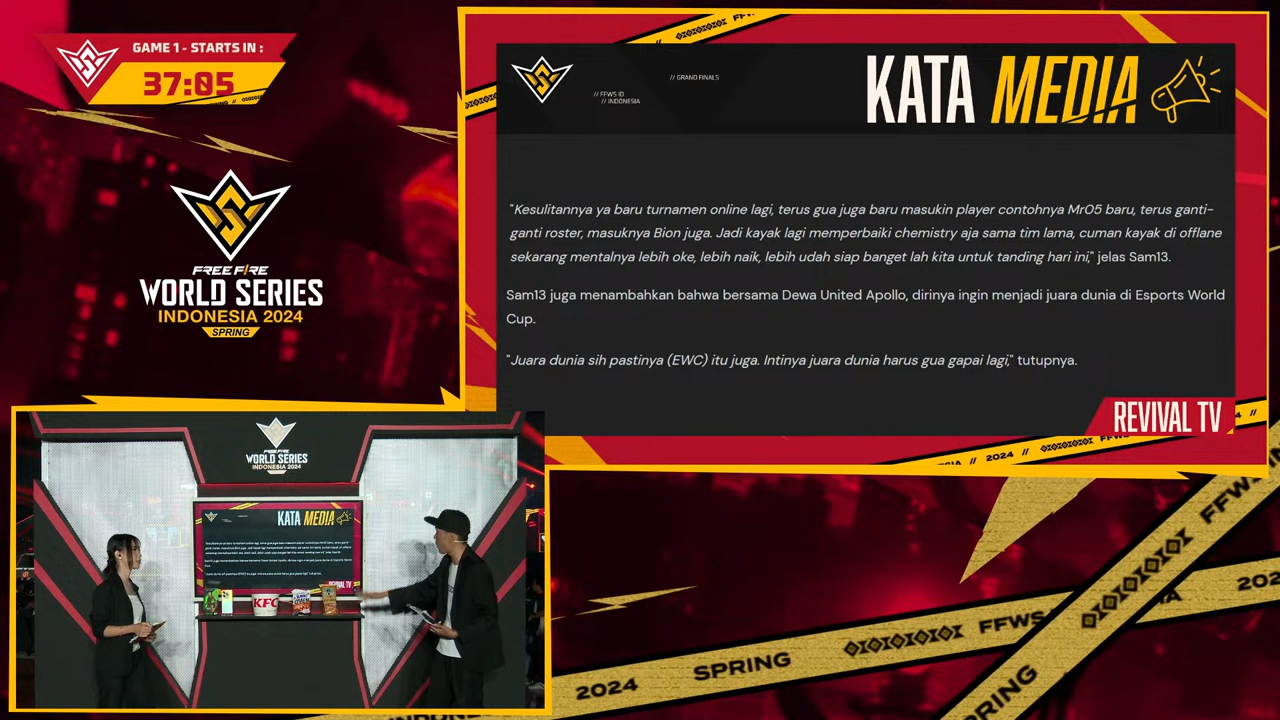 GAME 1 - STARTS IN :
37:05
FREE FIRE
WORLD SERIES
INDONESIA 2024
SPRING
// GRAND FINALS
// FFWS ID
// INDONESIA
KATA MEDIA
"Kesulitannya ya baru turnamen online lagi, terus gua juga baru masukin player contohnya Mr05 baru, terus ganti-
ganti roster, masuknya Bion juga. Jadi kayak lagi memperbaiki chemistry aja sama tim lama, cuman kayak di offlane
sekarang mentalnya lebih oke, lebih naik, lebih udah siap banget lah kita untuk tanding hari ini," jelas Sam13.
Sam13 juga menambahkan bahwa bersama Dewa United Apollo, dirinya ingin menjadi juara dunia di Esports World
Cup.
"Juara dunia sih pastinya (EWC) itu juga. Intinya juara dunia harus gua gapai lagi," tutupnya.
REVIVAL TV
2024 //
FREE FIRE
WORLD SERIES
INDONESIA 2024
KATA MEDIA
REVIVAL TV
KFC
2024
SPRING
FFWS
SPRING
FFWS